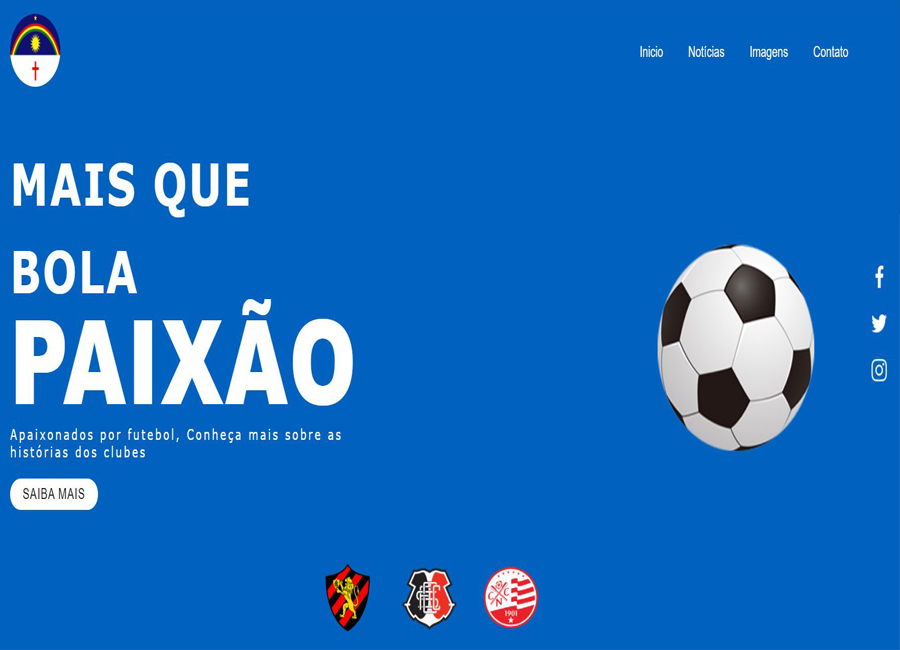 Inicio
Notícias
Imagens
Contato
MAIS QUE
BOLA
PAIXÃO
Apaixonados por futebol, Conheça mais sobre as
histórias dos clubes
SAIBA MAIS
1901